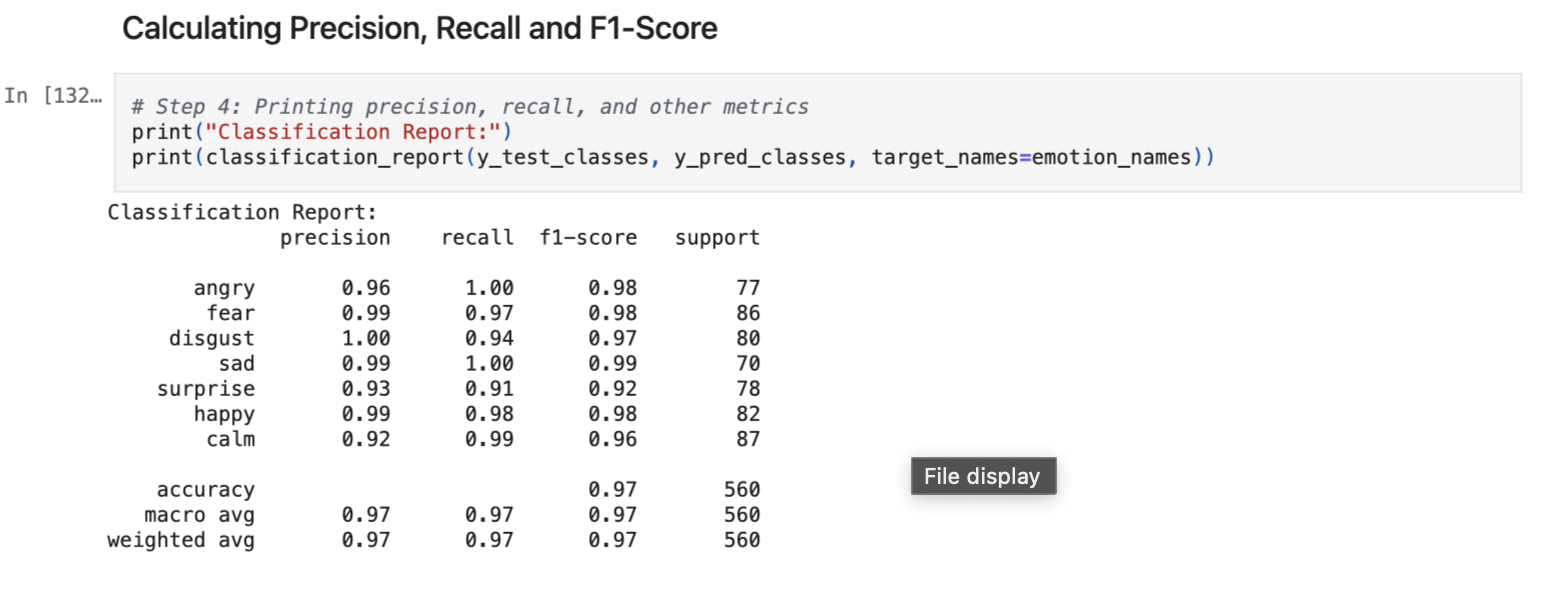 Calculating Precision, Recall and F1-Score
In [132…
# Step 4: Printing precision, recall, and other metrics
print("Classification Report:")
print(classification_report(y_test_classes, y_pred_classes, target_names=emotion_names))
Classification Report:
precision recall f1-score support
angry 0.96 1.00 0.98 77
fear 0.99 0.97 0.98 86
disgust 1.00 0.94 0.97 80
sad 0.99 1.00 0.99 70
surprise 0.93 0.91 0.92 78
happy 0.99 0.98 0.98 82
calm 0.92 0.99 0.96 87
File display
accuracy 0.97 560
macro avg 0.97 0.97 0.97 560
weighted avg 0.97 0.97 0.97 560